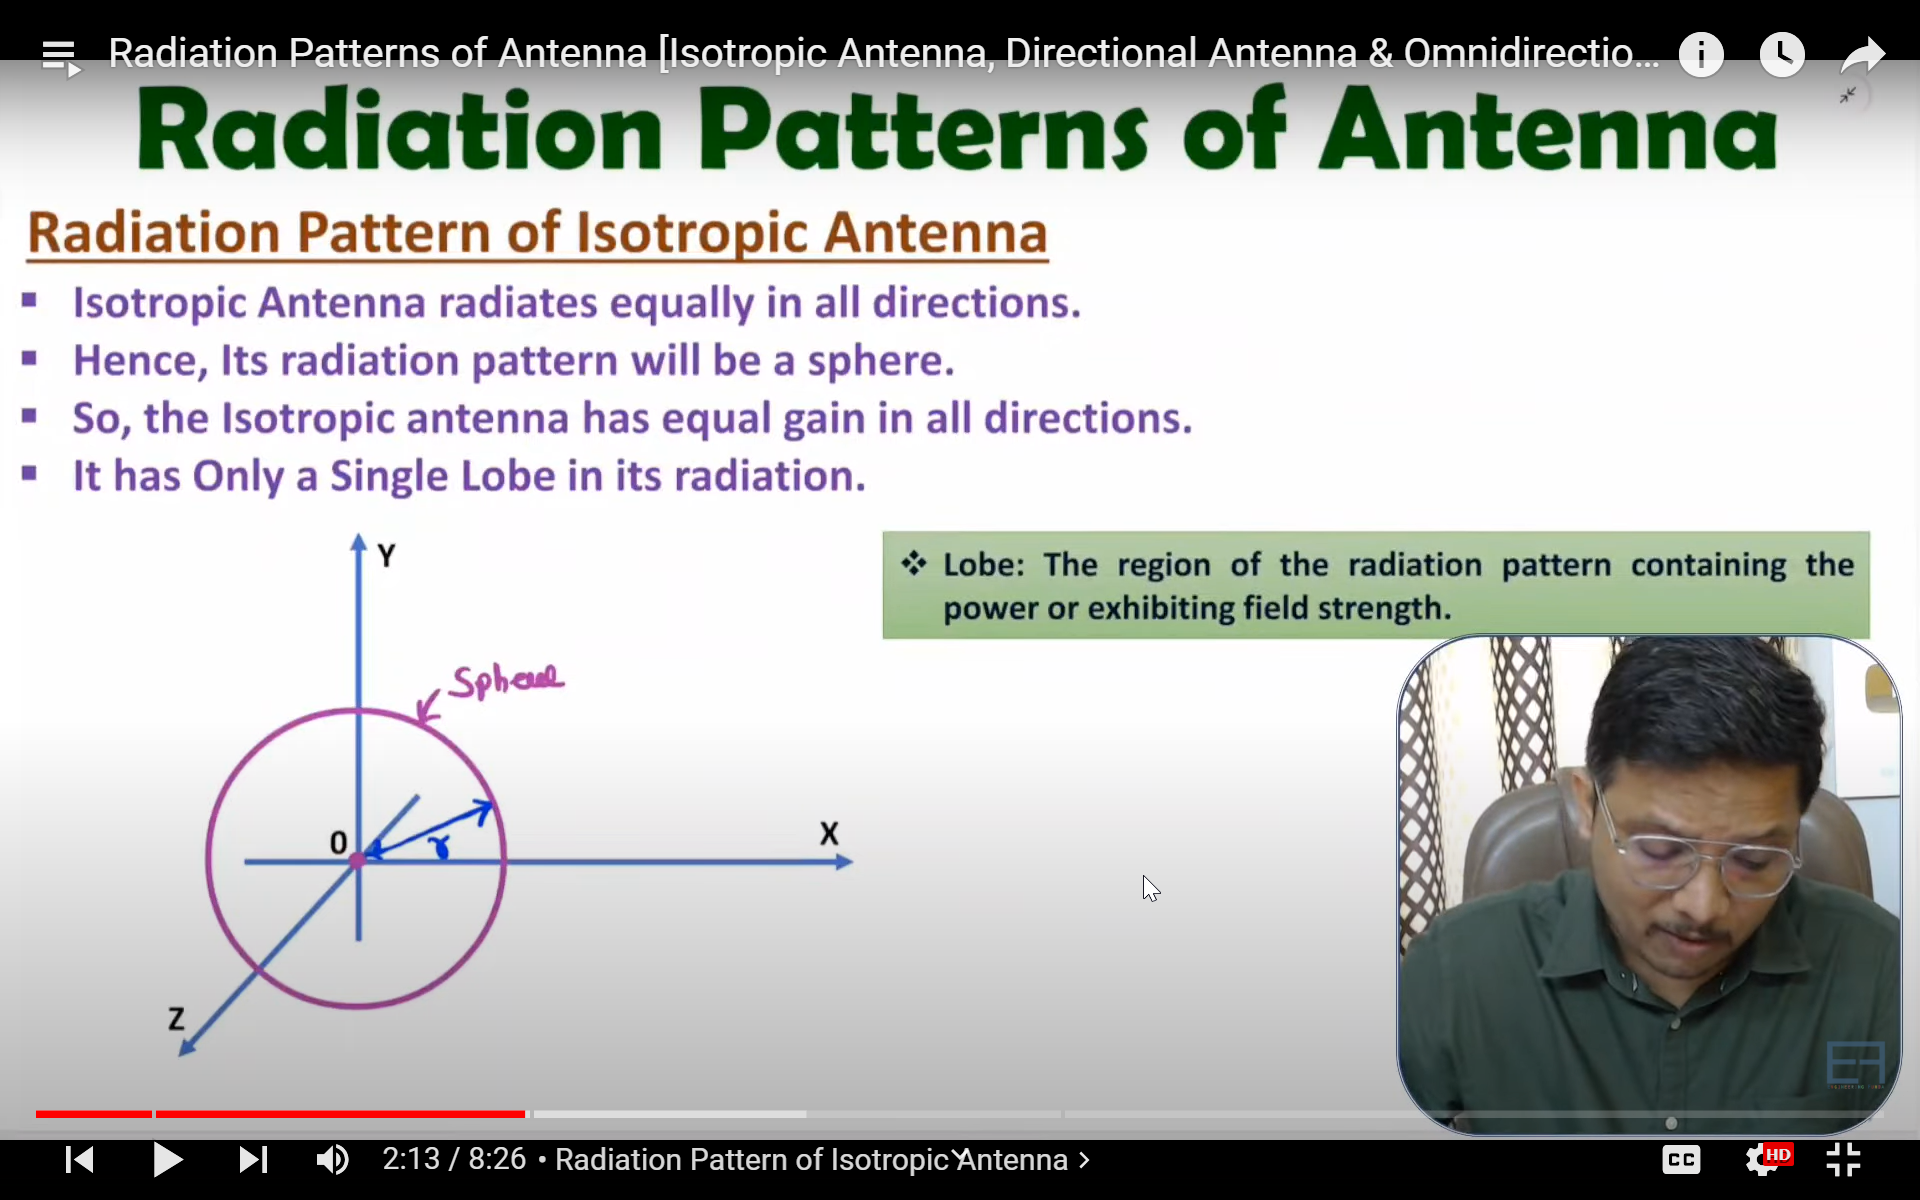 Radiation Patterns of Antenna [Isotropic Antenna, Directional Antenna & Omnidirectio...
Radiation Patterns of Antenna
Radiation Pattern of Isotropic Antenna
▪ Isotropic Antenna radiates equally in all directions.
▪ Hence, Its radiation pattern will be a sphere.
▪ So, the Isotropic antenna has equal gain in all directions.
▪ It has Only a Single Lobe in its radiation.
❖ Lobe: The region of the radiation pattern containing the
power or exhibiting field strength.
Y
Sphere
0
r
X
Z
EF
2:13 / 8:26 • Radiation Pattern of Isotropic Antenna >
CC
HD